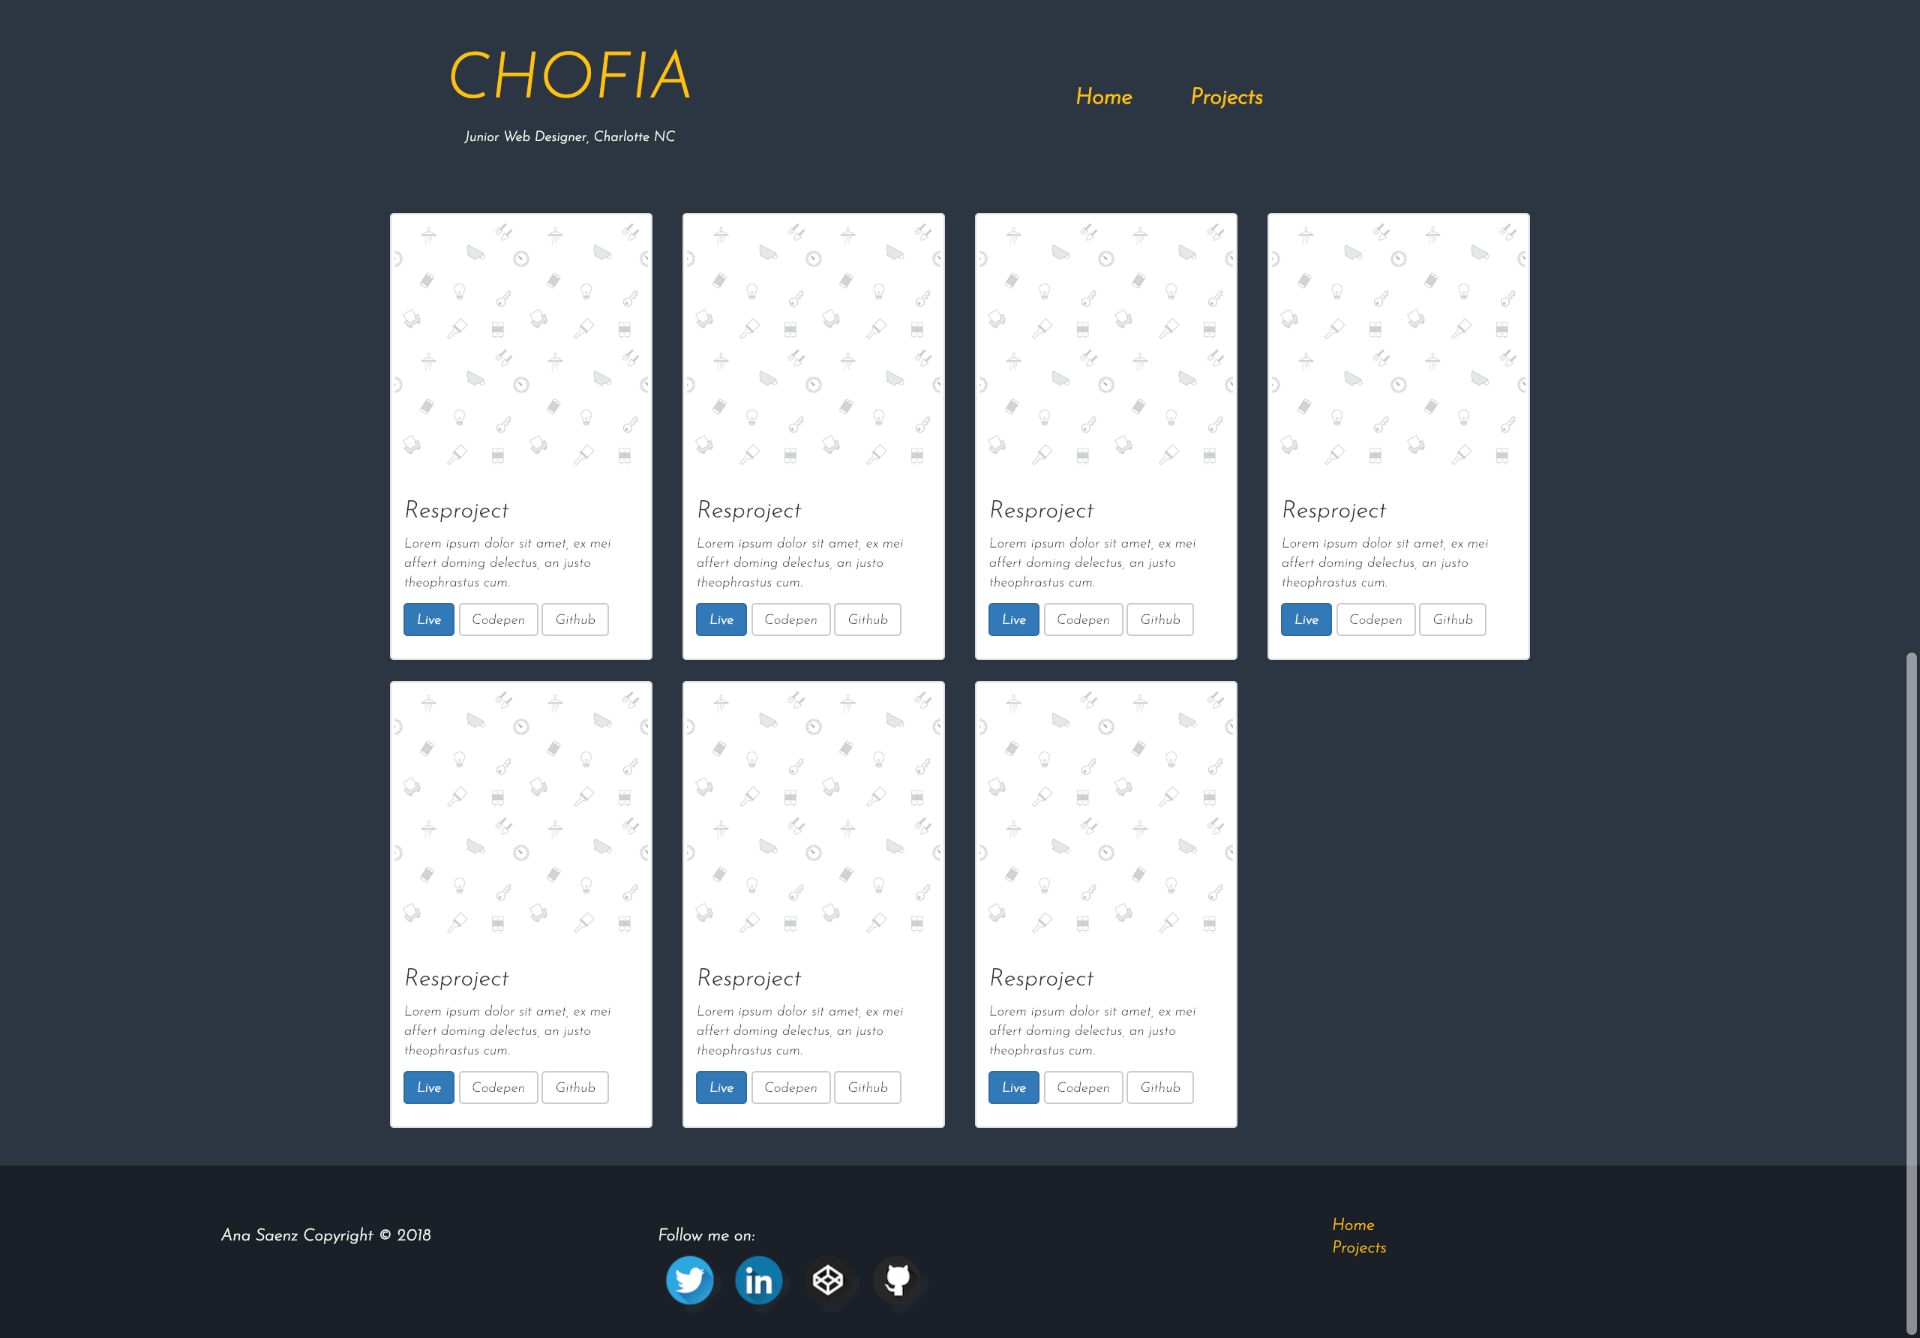 CHOFIA
Junior Web Designer, Charlotte NC
Home Projects
Resproject
Lorem ipsum dolor sit amet, ex mei
affert doming delectus, an justo
theophrastus cum.
Live Codepen Github
Resproject
Lorem ipsum dolor sit amet, ex mei
affert doming delectus, an justo
theophrastus cum.
Live Codepen Github
Resproject
Lorem ipsum dolor sit amet, ex mei
affert doming delectus, an justo
theophrastus cum.
Live Codepen Github
Resproject
Lorem ipsum dolor sit amet, ex mei
affert doming delectus, an justo
theophrastus cum.
Live Codepen Github
Resproject
Lorem ipsum dolor sit amet, ex mei
affert doming delectus, an justo
theophrastus cum.
Live Codepen Github
Resproject
Lorem ipsum dolor sit amet, ex mei
affert doming delectus, an justo
theophrastus cum.
Live Codepen Github
Resproject
Lorem ipsum dolor sit amet, ex mei
affert doming delectus, an justo
theophrastus cum.
Live Codepen Github
Ana Saenz Copyright © 2018
Follow me on:
in
Home
Projects